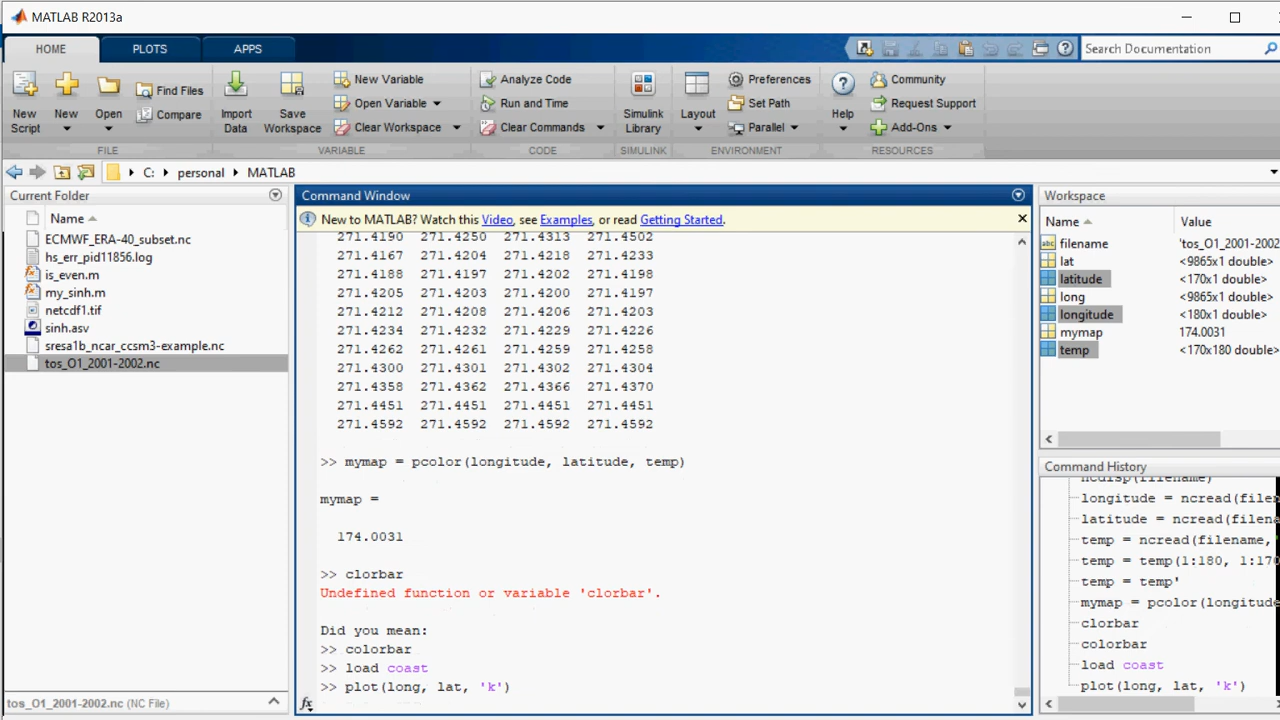 MATLAB R2013a
HOME PLOTS APPS
Search Documentation
New Script
New
Open
Find Files
Compare
FILE
Import Data
Save Workspace
New Variable
Open Variable
Clear Workspace
VARIABLE
Analyze Code
Run and Time
Clear Commands
CODE
Simulink Library
SIMULINK
Layout
Preferences
Set Path
Parallel
ENVIRONMENT
Help
Community
Request Support
Add-Ons
RESOURCES
C: personal MATLAB
Current Folder
Name
ECMWF_ERA-40_subset.nc
hs_err_pid11856.log
is_even.m
my_sinh.m
netcdf1.tif
sinh.asv
sresa1b_ncar_ccsm3-example.nc
tos_O1_2001-2002.nc
tos_O1_2001-2002.nc (NC File)
Command Window
New to MATLAB? Watch this Video, see Examples, or read Getting Started.
271.4190 271.4250 271.4313 271.4502
271.4167 271.4204 271.4218 271.4233
271.4188 271.4197 271.4202 271.4198
271.4205 271.4203 271.4200 271.4197
271.4212 271.4208 271.4206 271.4203
271.4234 271.4232 271.4229 271.4226
271.4262 271.4261 271.4259 271.4258
271.4300 271.4301 271.4302 271.4304
271.4358 271.4362 271.4366 271.4370
271.4451 271.4451 271.4451 271.4451
271.4592 271.4592 271.4592 271.4592
>> mymap = pcolor(longitude, latitude, temp)
mymap =
174.0031
>> clorbar
Undefined function or variable 'clorbar'.
Did you mean:
>> colorbar
>> load coast
>> plot(long, lat, 'k')
fx
Workspace
Name Value
filename 'tos_O1_2001-2002
lat <9865x1 double>
latitude <170x1 double>
long <9865x1 double>
longitude <180x1 double>
mymap 174.0031
temp <170x180 double>
Command History
ncdisp(filename)
longitude = ncread(filen
latitude = ncread(filena
temp = ncread(filename,
temp = temp(1:180, 1:170
temp = temp'
mymap = pcolor(longitude
clorbar
colorbar
load coast
plot(long, lat, 'k')